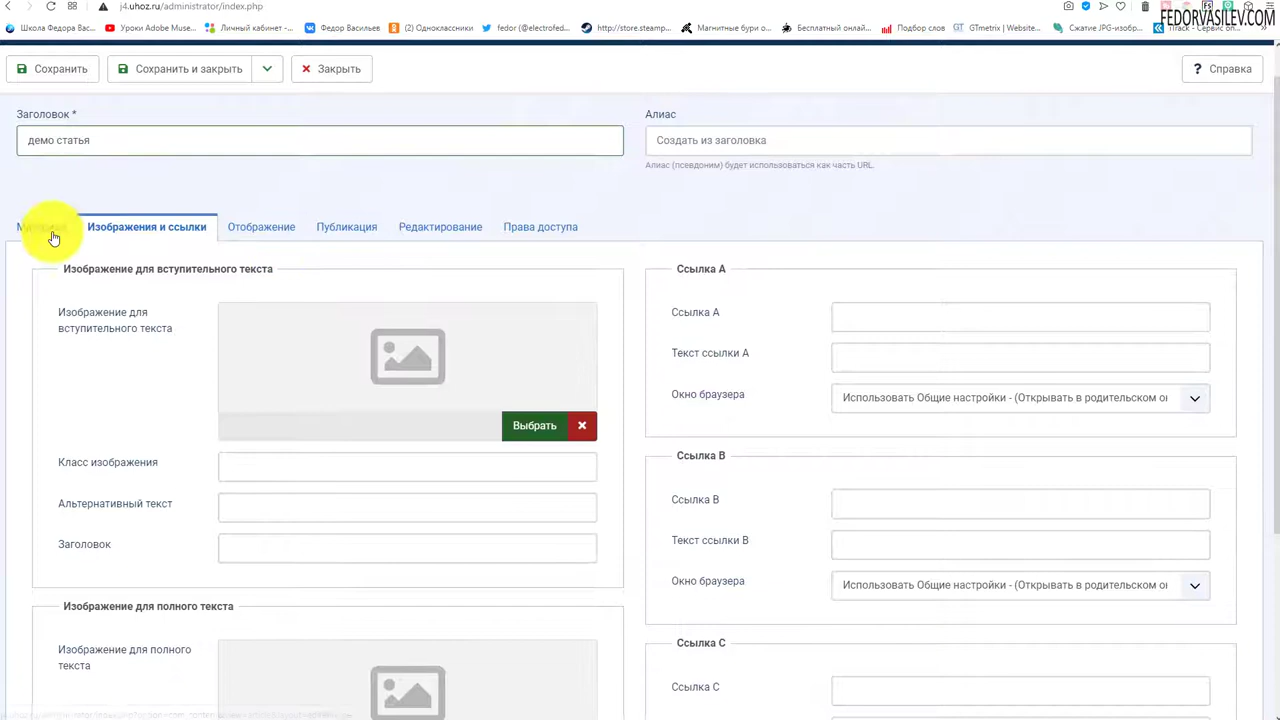 j4.uhoz.ru/administrator/index.php
FEDORVASILEV.COM
Школа Федора Вас...
Уроки Adobe Muse...
Личный кабинет -...
Федор Васильев
(2) Одноклассники
fedor (@electrofed...
http://store.steamp...
Магнитные бури о...
Бесплатный онлай...
Подбор слов
GTmetrix | Website...
Сжатие JPG-изобр...
Сохранить
Сохранить и закрыть
Закрыть
? Справка
Заголовок *
Алиас
демо статья
Создать из заголовка
Алиас (псевдоним) будет использоваться как часть URL.
Изображения и ссылки
Отображение
Публикация
Редактирование
Права доступа
Изображение для вступительного текста
Изображение для
вступительного текста
Выбрать
Класс изображения
Альтернативный текст
Заголовок
Изображение для полного текста
Изображение для полного
текста
Ссылка A
Ссылка A
Текст ссылки A
Окно браузера
Использовать Общие настройки - (Открывать в родительском ок
Ссылка B
Ссылка B
Текст ссылки B
Окно браузера
Использовать Общие настройки - (Открывать в родительском ок
Ссылка C
Ссылка C